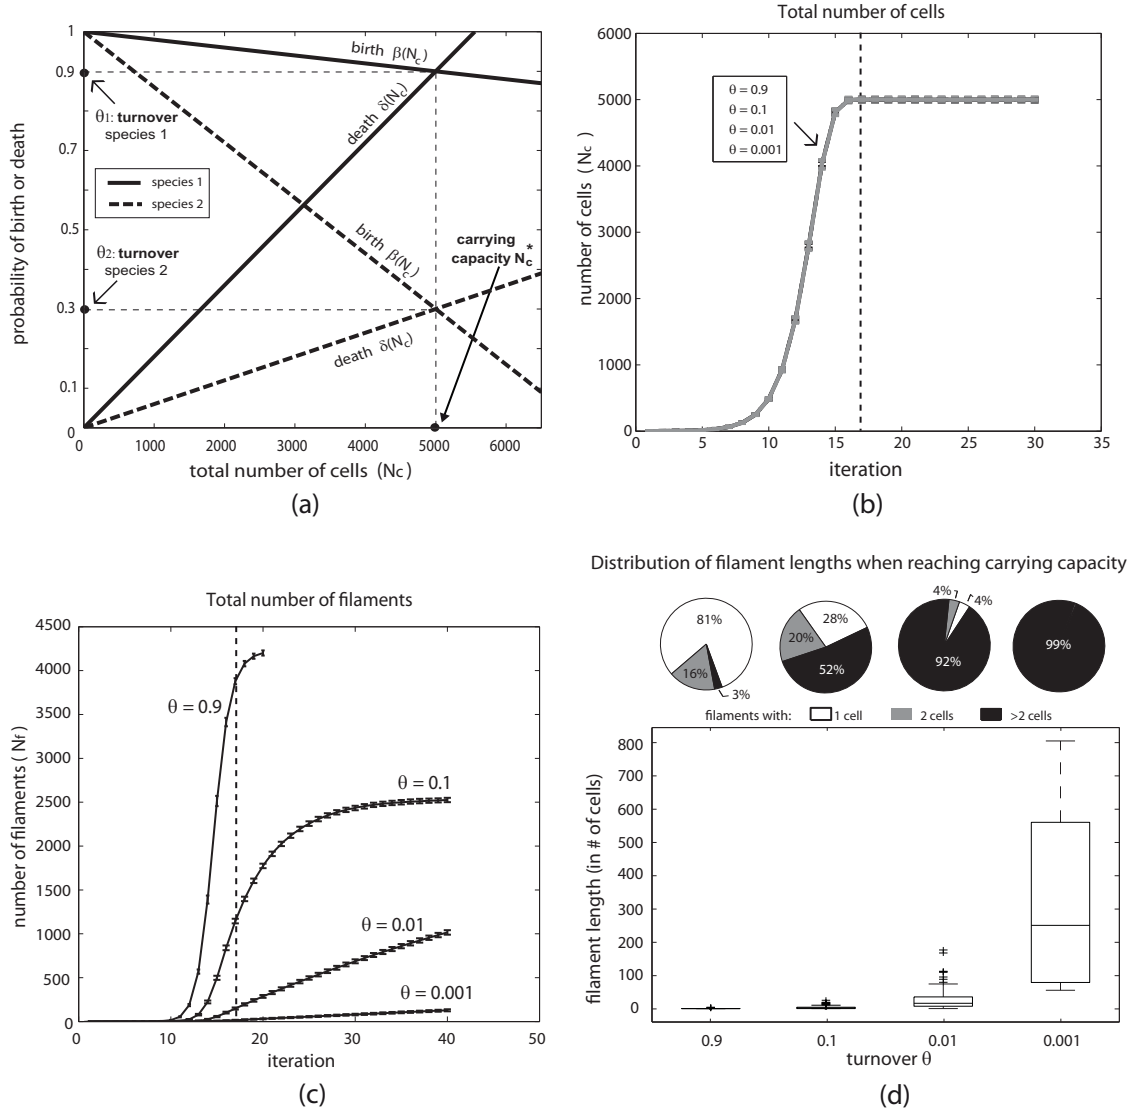 1
0.9
0.7
0.5
0.3
0.1
0
probability of birth or death
birth β(Nc)
death δ(Nc)
θ1: turnover
species 1
species 1
species 2
θ2: turnover
species 2
birth β(Nc)
death δ(Nc)
carrying
capacity Nc*
0 1000 2000 3000 4000 5000 6000
total number of cells (Nc)
(a)
Total number of cells
6000
5000
4000
3000
2000
1000
0
number of cells (Nc)
θ = 0.9
θ = 0.1
θ = 0.01
θ = 0.001
0 5 10 15 20 25 30 35
iteration
(b)
Total number of filaments
4500
4000
3500
3000
2500
2000
1500
1000
500
0
number of filaments (Nf)
θ = 0.9
θ = 0.1
θ = 0.01
θ = 0.001
0 10 20 30 40 50
iteration
(c)
Distribution of filament lengths when reaching carrying capacity
81%
16%
3%
28%
20%
52%
4%
4%
92%
99%
filaments with: 1 cell 2 cells >2 cells
800
700
600
500
400
300
200
100
0
filament length (in # of cells)
0.9 0.1 0.01 0.001
turnover θ
(d)